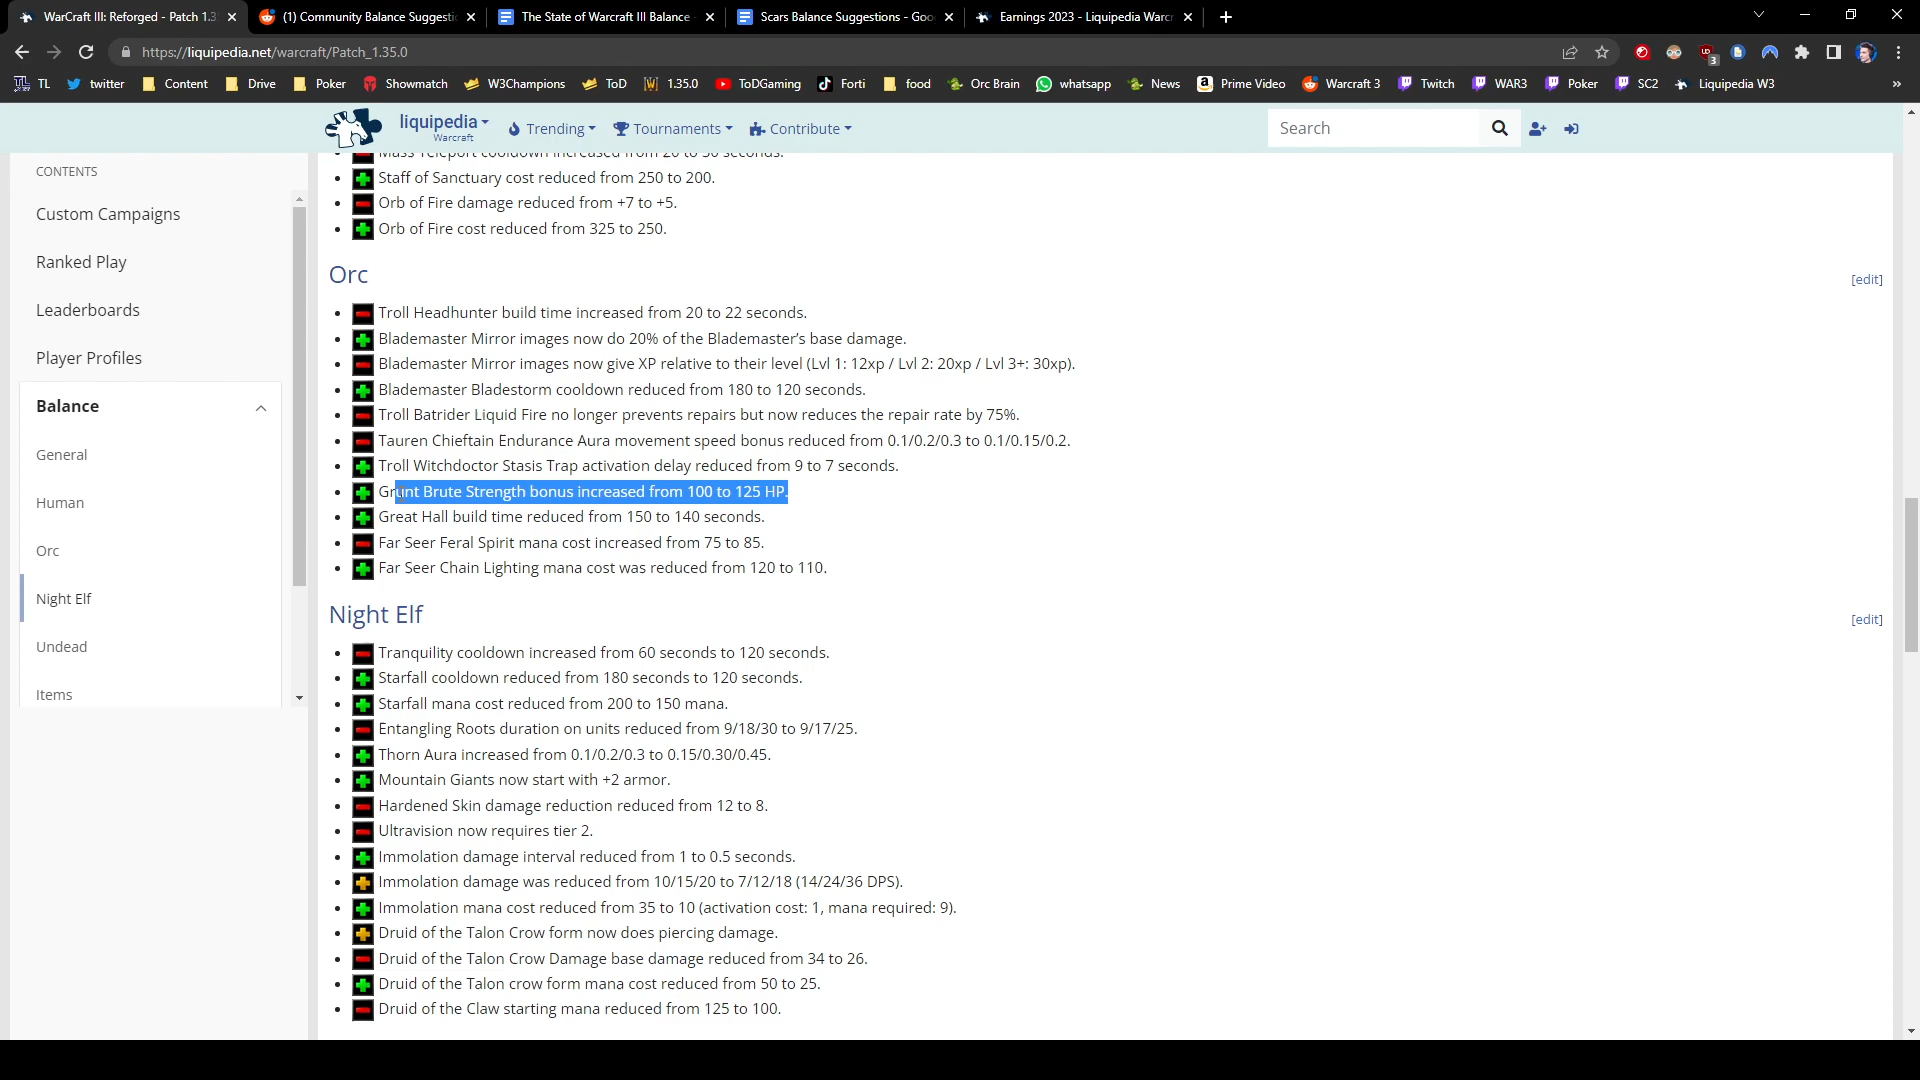 WarCraft III: Reforged - Patch 1.3
(1) Community Balance Suggesti
The State of Warcraft III Balance
Scars Balance Suggestions - Goo
Earnings 2023 - Liquipedia Warc
https://liquipedia.net/warcraft/Patch_1.35.0
3
TL
twitter
Content
Drive
Poker
Showmatch
W3Champions
ToD
1.35.0
ToDGaming
Forti
food
Orc Brain
whatsapp
News
Prime Video
Warcraft 3
Twitch
WAR3
Poker
SC2
Liquipedia W3
»
liquipedia
Warcraft
Trending
Tournaments
Contribute
Search
CONTENTS
Custom Campaigns
Ranked Play
Leaderboards
Player Profiles
Balance
General
Human
Orc
Night Elf
Undead
Items
Mass Teleport cooldown increased from 20 to 30 seconds.
Staff of Sanctuary cost reduced from 250 to 200.
Orb of Fire damage reduced from +7 to +5.
Orb of Fire cost reduced from 325 to 250.
Orc
[edit]
Troll Headhunter build time increased from 20 to 22 seconds.
Blademaster Mirror images now do 20% of the Blademaster’s base damage.
Blademaster Mirror images now give XP relative to their level (Lvl 1: 12xp / Lvl 2: 20xp / Lvl 3+: 30xp).
Blademaster Bladestorm cooldown reduced from 180 to 120 seconds.
Troll Batrider Liquid Fire no longer prevents repairs but now reduces the repair rate by 75%.
Tauren Chieftain Endurance Aura movement speed bonus reduced from 0.1/0.2/0.3 to 0.1/0.15/0.2.
Troll Witchdoctor Stasis Trap activation delay reduced from 9 to 7 seconds.
Grunt Brute Strength bonus increased from 100 to 125 HP.
Great Hall build time reduced from 150 to 140 seconds.
Far Seer Feral Spirit mana cost increased from 75 to 85.
Far Seer Chain Lighting mana cost was reduced from 120 to 110.
Night Elf
[edit]
Tranquility cooldown increased from 60 seconds to 120 seconds.
Starfall cooldown reduced from 180 seconds to 120 seconds.
Starfall mana cost reduced from 200 to 150 mana.
Entangling Roots duration on units reduced from 9/18/30 to 9/17/25.
Thorn Aura increased from 0.1/0.2/0.3 to 0.15/0.30/0.45.
Mountain Giants now start with +2 armor.
Hardened Skin damage reduction reduced from 12 to 8.
Ultravision now requires tier 2.
Immolation damage interval reduced from 1 to 0.5 seconds.
Immolation damage was reduced from 10/15/20 to 7/12/18 (14/24/36 DPS).
Immolation mana cost reduced from 35 to 10 (activation cost: 1, mana required: 9).
Druid of the Talon Crow form now does piercing damage.
Druid of the Talon Crow Damage base damage reduced from 34 to 26.
Druid of the Talon crow form mana cost reduced from 50 to 25.
Druid of the Claw starting mana reduced from 125 to 100.